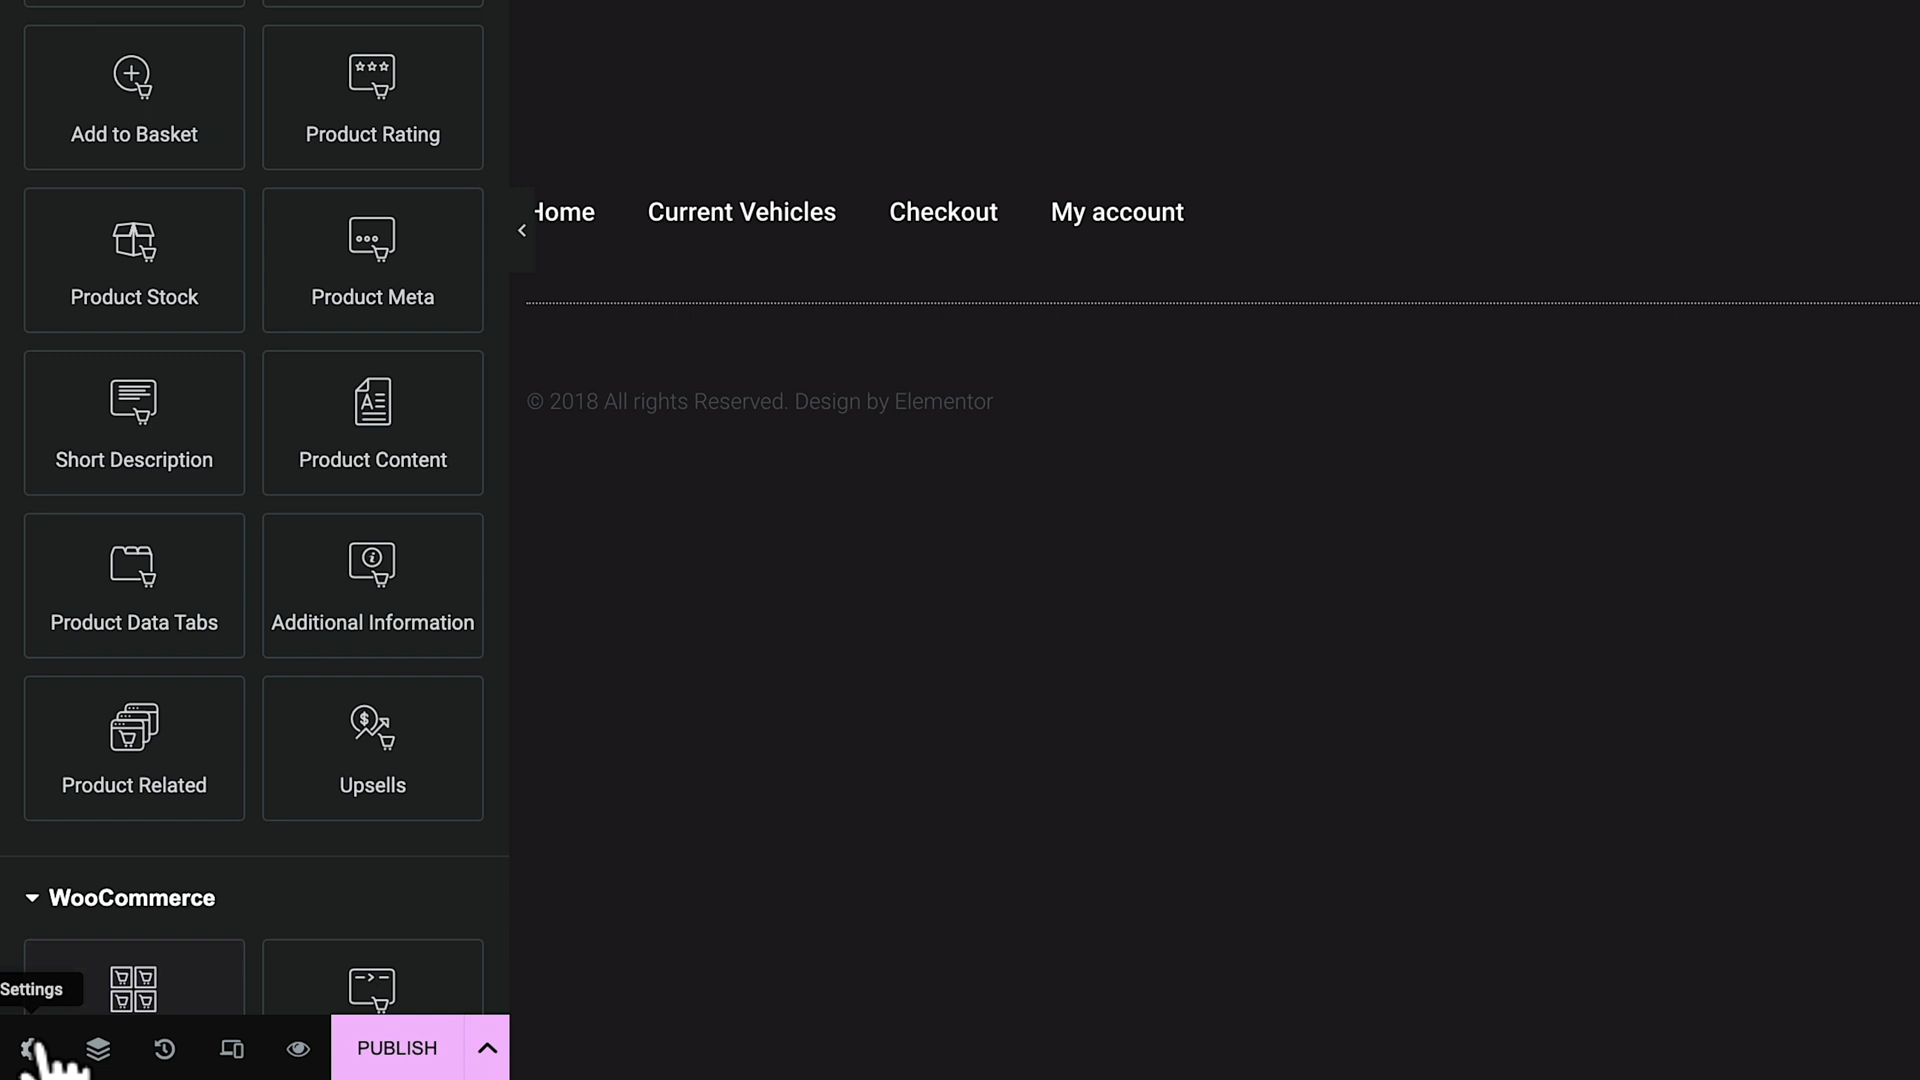 Add to Basket
Product Rating
Product Stock
Product Meta
Short Description
Product Content
Product Data Tabs
Additional Information
Product Related
Upsells
WooCommerce
Settings
PUBLISH
Home
Current Vehicles
Checkout
My account
© 2018 All rights Reserved. Design by Elementor